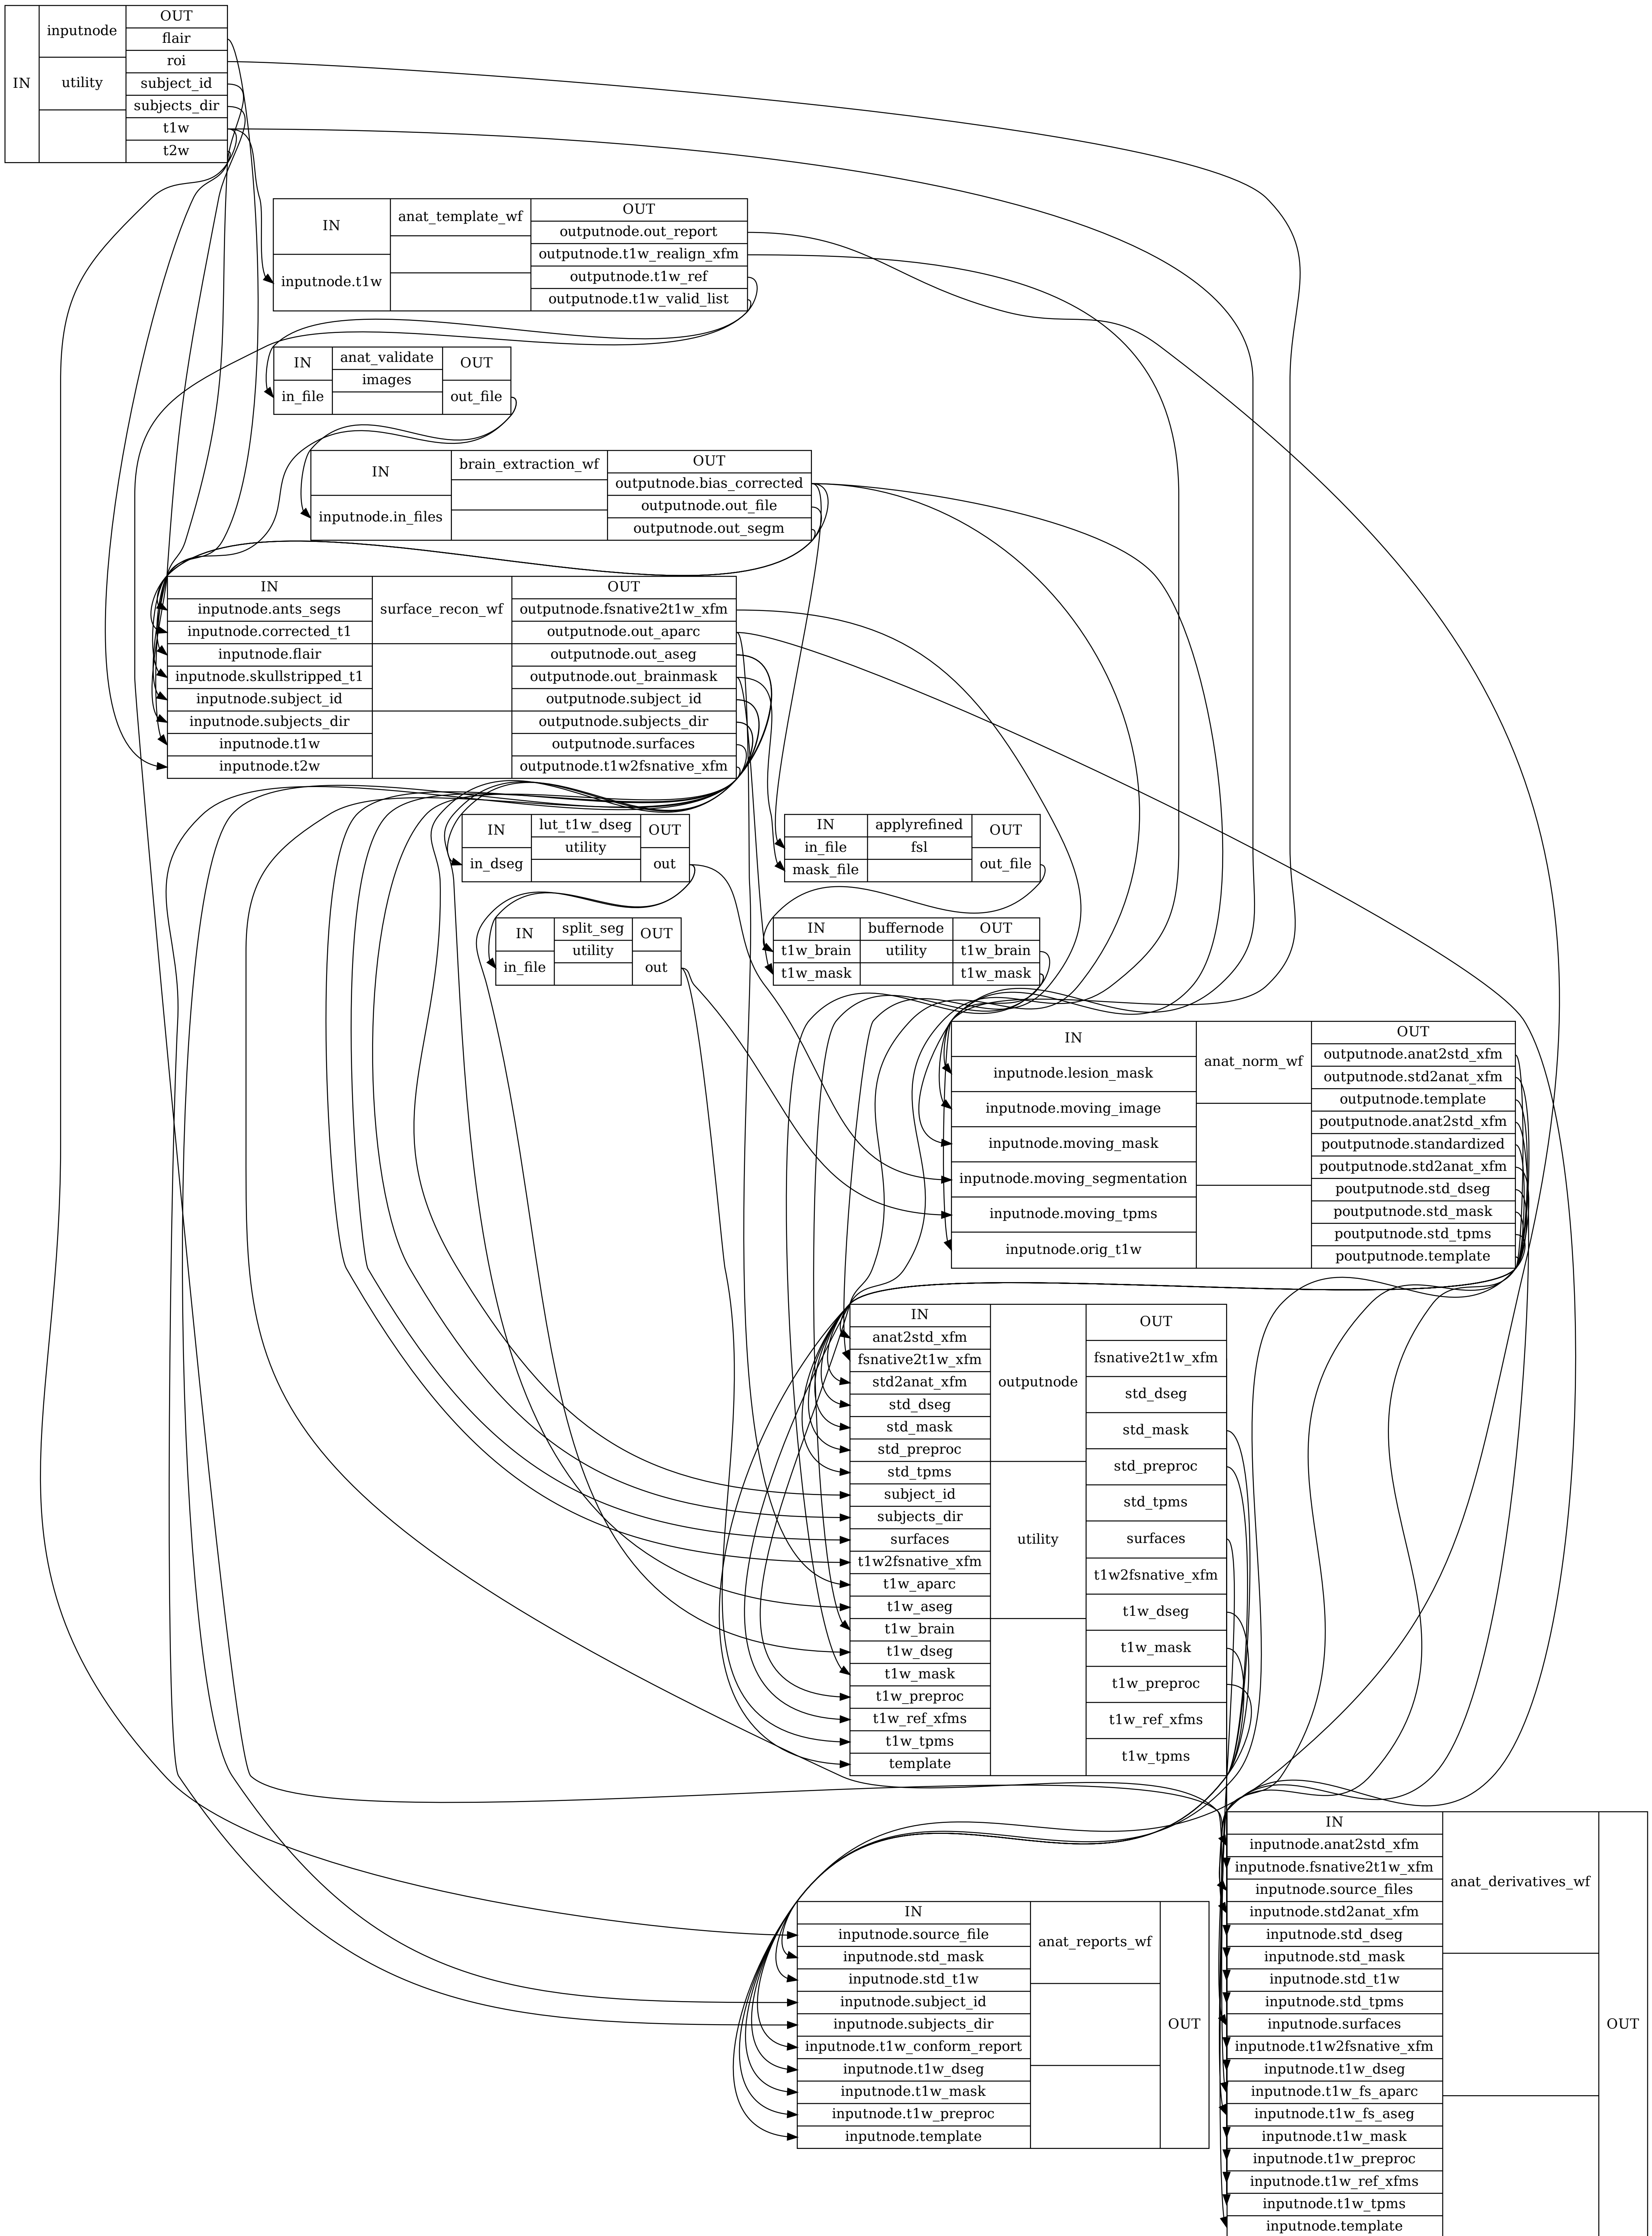 IN
inputnode
utility
OUT
flair
roi
subject_id
subjects_dir
t1w
t2w
IN
inputnode.t1w
anat_template_wf
OUT
outputnode.out_report
outputnode.t1w_realign_xfm
outputnode.t1w_ref
outputnode.t1w_valid_list
IN
in_file
anat_validate
images
OUT
out_file
IN
inputnode.in_files
brain_extraction_wf
OUT
outputnode.bias_corrected
outputnode.out_file
outputnode.out_segm
IN
inputnode.ants_segs
inputnode.corrected_t1
inputnode.flair
inputnode.skullstripped_t1
inputnode.subject_id
inputnode.subjects_dir
inputnode.t1w
inputnode.t2w
surface_recon_wf
OUT
outputnode.fsnative2t1w_xfm
outputnode.out_aparc
outputnode.out_aseg
outputnode.out_brainmask
outputnode.subject_id
outputnode.subjects_dir
outputnode.surfaces
outputnode.t1w2fsnative_xfm
IN
in_dseg
lut_t1w_dseg
utility
OUT
out
IN
in_file
mask_file
applyrefined
fsl
OUT
out_file
IN
in_file
split_seg
utility
OUT
out
IN
t1w_brain
t1w_mask
buffernode
utility
OUT
t1w_brain
t1w_mask
IN
inputnode.lesion_mask
inputnode.moving_image
inputnode.moving_mask
inputnode.moving_segmentation
inputnode.moving_tpms
inputnode.orig_t1w
anat_norm_wf
OUT
outputnode.anat2std_xfm
outputnode.std2anat_xfm
outputnode.template
poutputnode.anat2std_xfm
poutputnode.standardized
poutputnode.std2anat_xfm
poutputnode.std_dseg
poutputnode.std_mask
poutputnode.std_tpms
poutputnode.template
IN
anat2std_xfm
fsnative2t1w_xfm
std2anat_xfm
std_dseg
std_mask
std_preproc
std_tpms
subject_id
subjects_dir
surfaces
t1w2fsnative_xfm
t1w_aparc
t1w_aseg
t1w_brain
t1w_dseg
t1w_mask
t1w_preproc
t1w_ref_xfms
t1w_tpms
template
outputnode
utility
OUT
fsnative2t1w_xfm
std_dseg
std_mask
std_preproc
std_tpms
surfaces
t1w2fsnative_xfm
t1w_dseg
t1w_mask
t1w_preproc
t1w_ref_xfms
t1w_tpms
IN
inputnode.source_file
inputnode.std_mask
inputnode.std_t1w
inputnode.subject_id
inputnode.subjects_dir
inputnode.t1w_conform_report
inputnode.t1w_dseg
inputnode.t1w_mask
inputnode.t1w_preproc
inputnode.template
anat_reports_wf
OUT
IN
inputnode.anat2std_xfm
inputnode.fsnative2t1w_xfm
inputnode.source_files
inputnode.std2anat_xfm
inputnode.std_dseg
inputnode.std_mask
inputnode.std_t1w
inputnode.std_tpms
inputnode.surfaces
inputnode.t1w2fsnative_xfm
inputnode.t1w_dseg
inputnode.t1w_fs_aparc
inputnode.t1w_fs_aseg
inputnode.t1w_mask
inputnode.t1w_preproc
inputnode.t1w_ref_xfms
inputnode.t1w_tpms
inputnode.template
anat_derivatives_wf
OUT